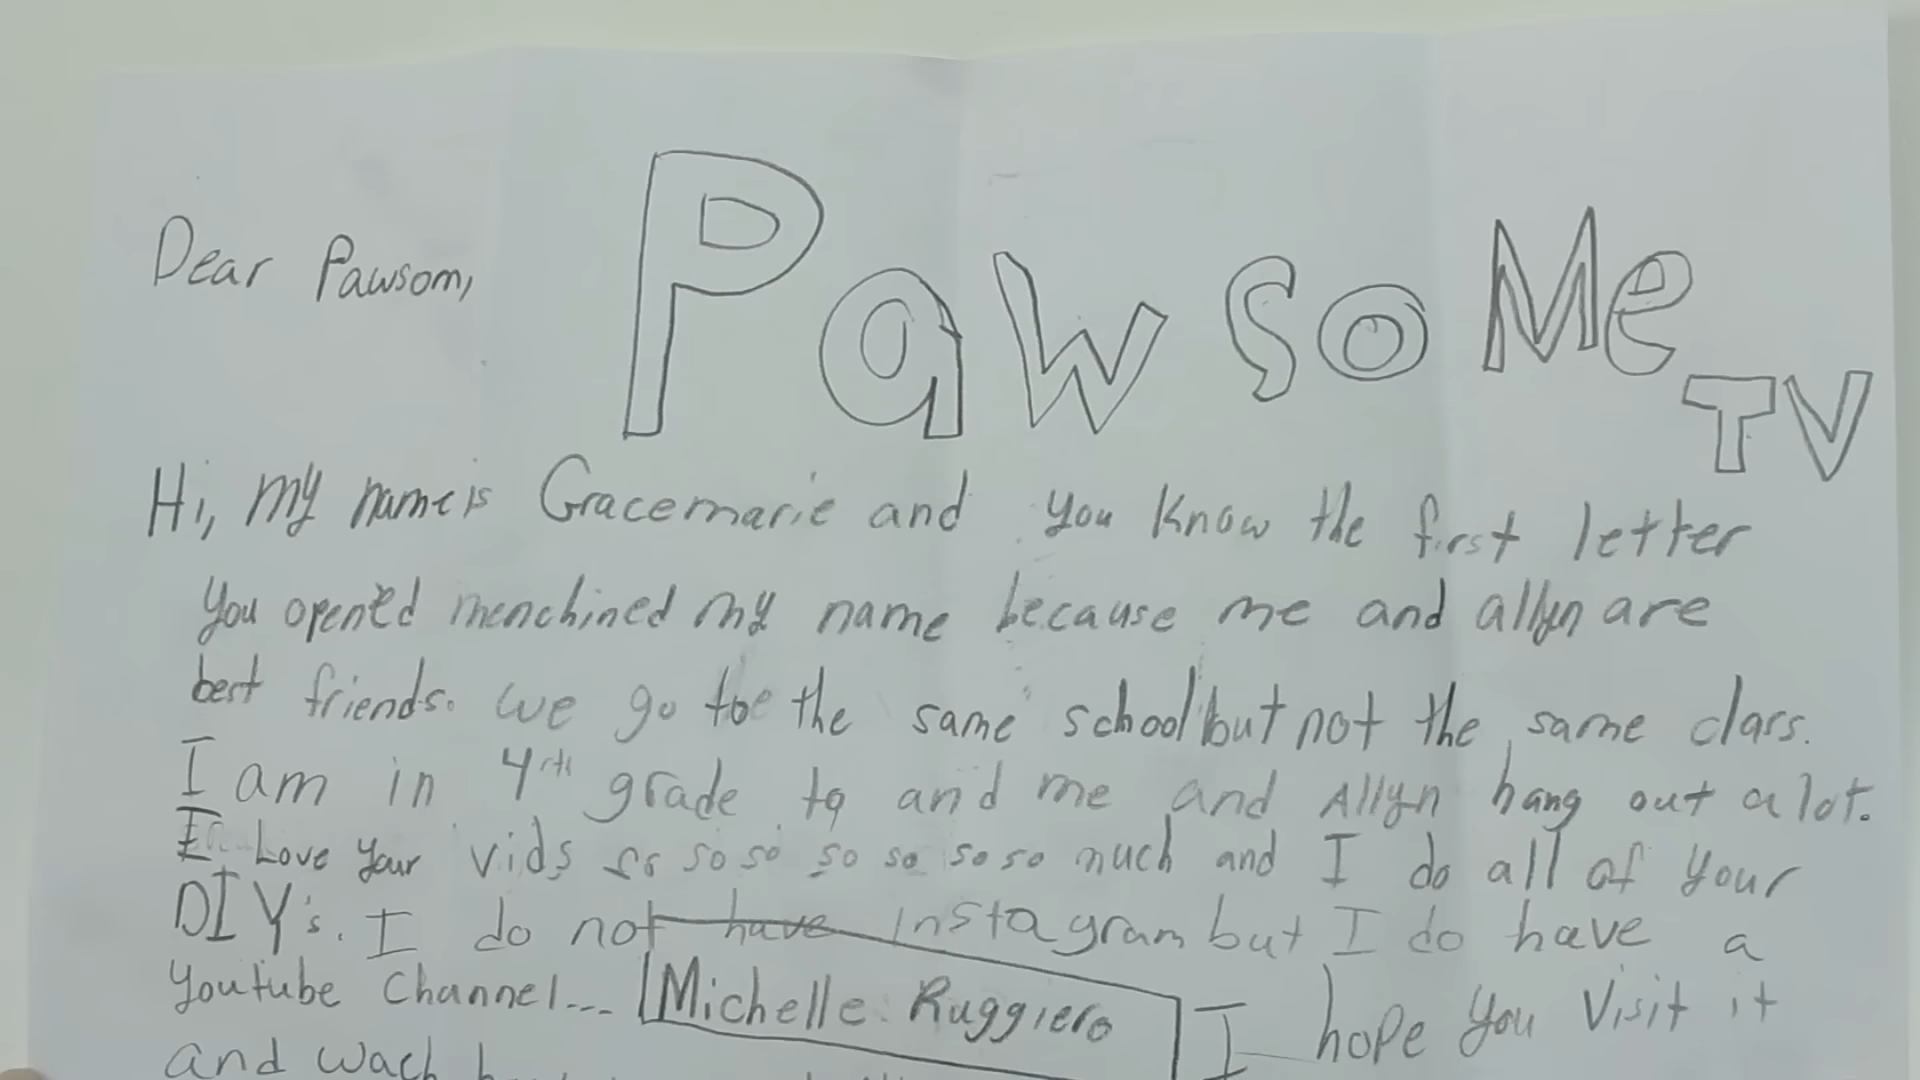 Dear Pawsom,
PawSoMe
TV
Hi, My name is Gracemarie and you know the first letter
You opened menchined my name because me and allyn are
best friends. We go toe the same school but not the same class.
I am in 4rth grade to and me and Allyn hang out a lot.
I Love your vids so so so so so so so much and I do all of your
DIY's. I do not have instagram but I do have a
Youtube Channel... Michelle Ruggiero I hope you visit it
and wach